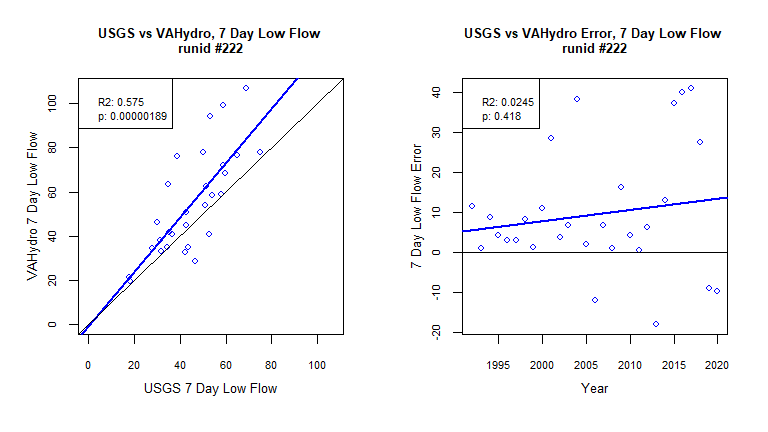 USGS vs VAHydro, 7 Day Low Flow
runid #222
R2: 0.575
p: 0.00000189
VAHydro 7 Day Low Flow
0
20
40
60
80
100
0 20 40 60 80 100
USGS 7 Day Low Flow
USGS vs VAHydro Error, 7 Day Low Flow
runid #222
R2: 0.0245
p: 0.418
7 Day Low Flow Error
-20
-10
0
10
20
30
40
1995 2000 2005 2010 2015 2020
Year